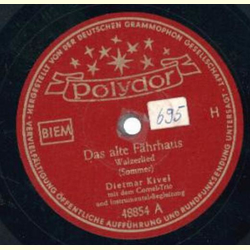 HERGESTELLT VON DER DEUTSCHEN GRAMMOPHON GESELLSCHAFT
Polydor
695
BIEM
H
Das alte Fährhaus
Walzerlied
(Sommer)
Dietmar Kivel
mit dem Cornell-Trio
und Instrumentalbegleitung
48854 A
VERVIELFÄLTIGUNG, ÖFFENTLICHE AUFFÜHRUNG UND RUNDFUNKSENDUNG UNTERSAGT